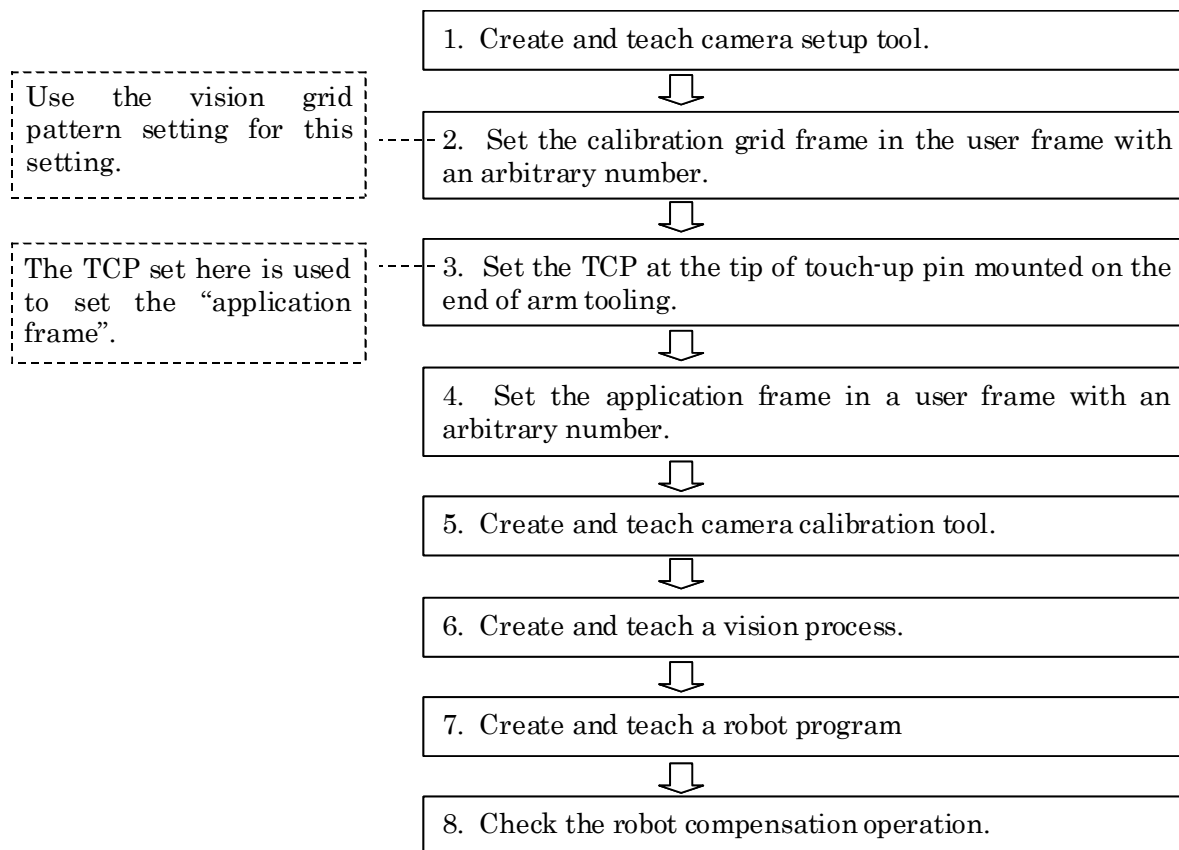 1. Create and teach camera setup tool.
Use the vision grid
pattern setting for this
setting.
2. Set the calibration grid frame in the user frame with
an arbitrary number.
The TCP set here is used
to set the “application
frame”.
3. Set the TCP at the tip of touch-up pin mounted on the
end of arm tooling.
4. Set the application frame in a user frame with an
arbitrary number.
5. Create and teach camera calibration tool.
6. Create and teach a vision process.
7. Create and teach a robot program
8. Check the robot compensation operation.